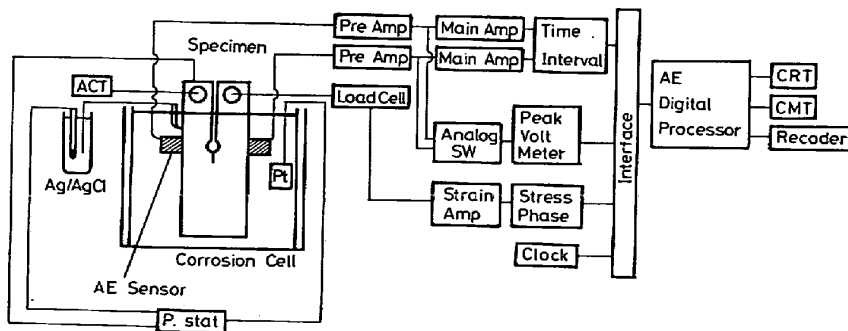 Pre Amp
Main Amp
Time
Interval
Specimen
Pre Amp
Main Amp
ACT
Load Cell
AE
Digital
Processor
CRT
CMT
Recoder
Analog
SW
Peak
Volt
Meter
Interface
Ag/AgCl
Pt
Strain
Amp
Stress
Phase
Corrosion Cell
Clock
AE Sensor
P. stat